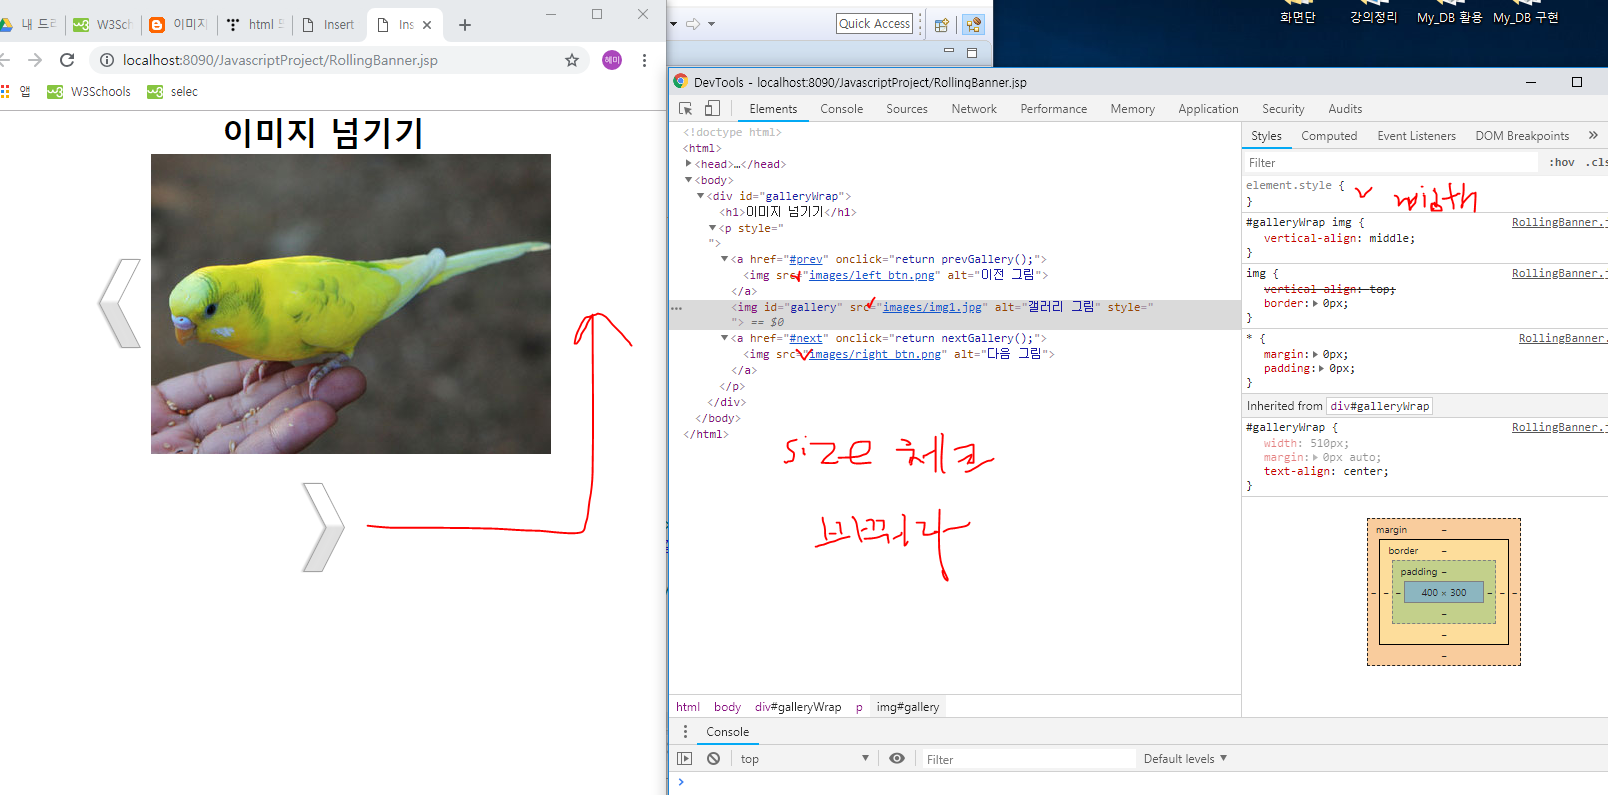 내 드리
W3Sch
이미지
html 5
Insert
Ins
Quick Access
화면단
강의정리
My_DB 활용
My_DB 구현
localhost:8090/JavascriptProject/RollingBanner.jsp
혜미
앱
W3Schools
selec
DevTools - localhost:8090/JavascriptProject/RollingBanner.jsp
Elements
Console
Sources
Network
Performance
Memory
Application
Security
Audits
이미지 넘기기
<!doctype html>
<html>
<head>…</head>
<body>
<div id="galleryWrap">
<h1>이미지 넘기기</h1>
<p style="
">
<a href="#prev" onclick="return prevGallery();">
<img src="images/left_btn.png" alt="이전 그림">
</a>
<img id="gallery" src="images/img1.jpg" alt="갤러리 그림" style="
"> == $0
<a href="#next" onclick="return nextGallery();">
<img src="images/right_btn.png" alt="다음 그림">
</a>
</p>
</div>
</body>
</html>
size 체크
바꿔라
html
body
div#galleryWrap
p
img#gallery
Styles
Computed
Event Listeners
DOM Breakpoints
»
Filter
:hov
.cls
element.style {
}
width
#galleryWrap img {
RollingBanner.j
vertical-align: middle;
}
img {
RollingBanner.j
vertical-align: top;
border: 0px;
}
* {
RollingBanner.
margin: 0px;
padding: 0px;
}
Inherited from div#galleryWrap
#galleryWrap {
RollingBanner.j
width: 510px;
margin: 0px auto;
text-align: center;
}
margin
border
padding
400 × 300
Console
top
Filter
Default levels